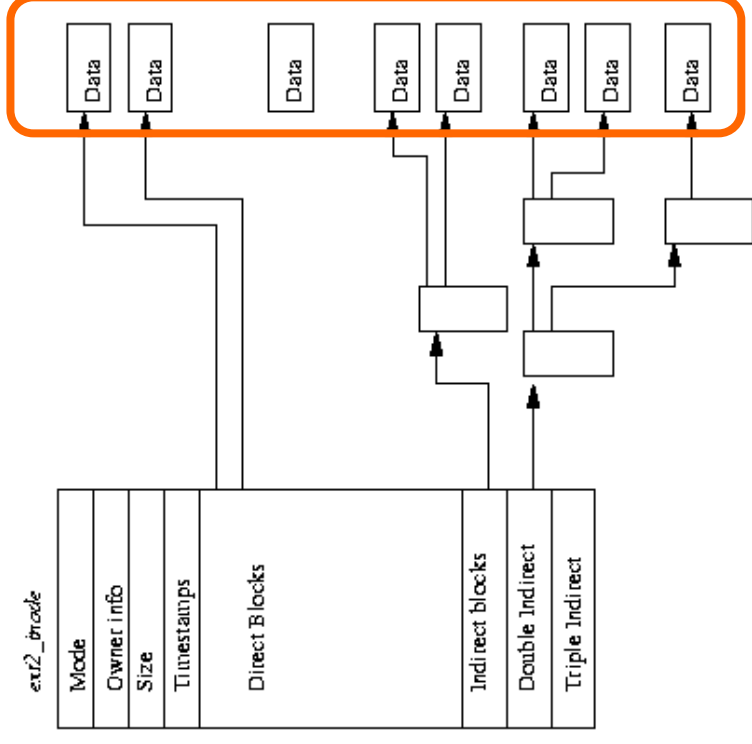 ext2_inode
Mode
Owner info
Size
Timestamps
Direct Blocks
Indirect blocks
Double Indirect
Triple Indirect
Data
Data
Data
Data
Data
Data
Data
Data